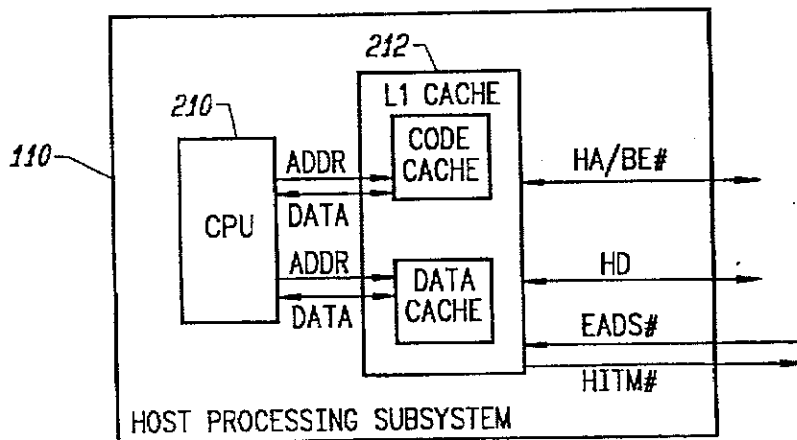 212
L1 CACHE
210
CODE
CACHE
110
ADDR
HA/BE#
DATA
CPU
ADDR
HD
DATA
CACHE
DATA
EADS#
HITM#
HOST PROCESSING SUBSYSTEM